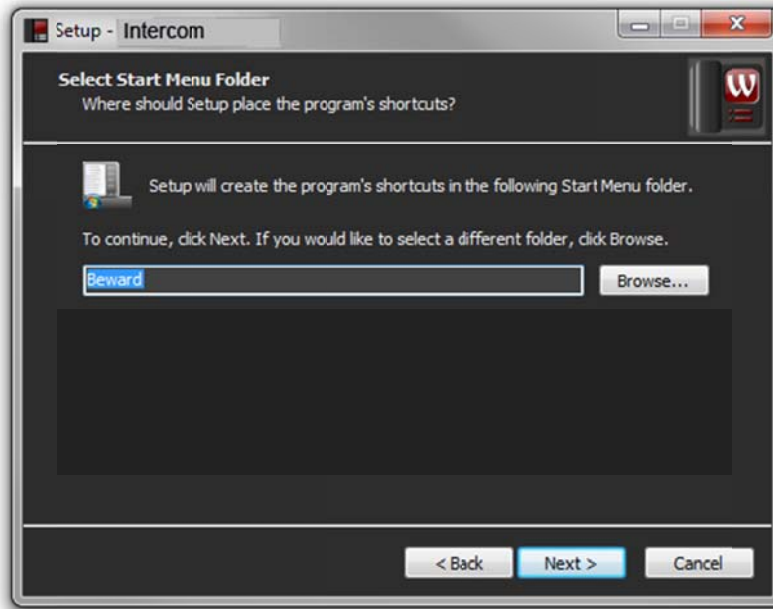 Setup - Intercom
Select Start Menu Folder
Where should Setup place the program's shortcuts?
W
Setup will create the program's shortcuts in the following Start Menu folder.
To continue, click Next. If you would like to select a different folder, click Browse.
Beward
Browse...
< Back Next > Cancel